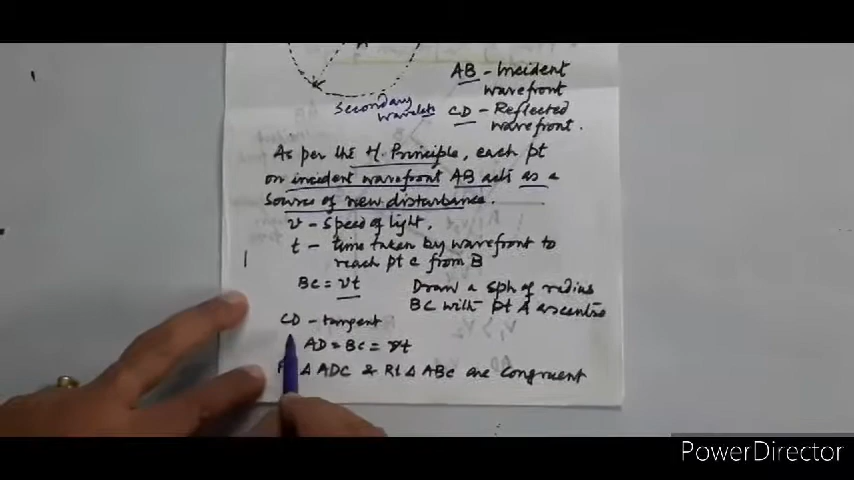 AB - Incident
wavefront
Secondary
wavelets
CD - Reflected
wavefront.
As per the H. Principle, each pt
on incident wavefront AB acts as a
source of new disturbance.
v - speed of light.
t - time taken by wavefront to
reach pt C from B
BC = vt
Draw a sph of radius
BC with pt A as centre
CD - tangent
AD = BC = vt
Δ ADC & Rt Δ ABC are congruent
PowerDirector